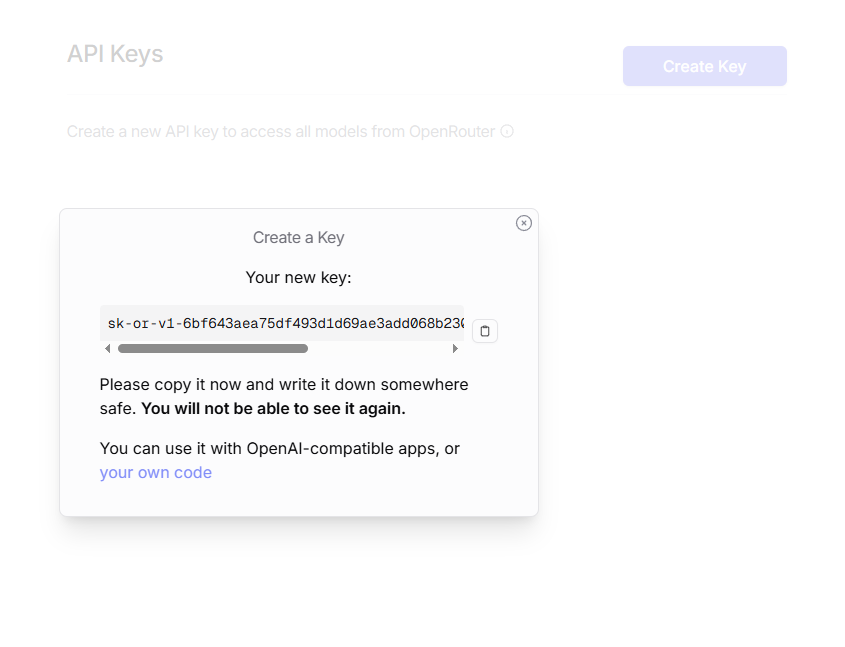 API Keys
Create Key
Create a new API key to access all models from OpenRouter
Create a Key
Your new key:
sk-or-v1-6bf643aea75df493d1d69ae3add068b230
Please copy it now and write it down somewhere
safe. You will not be able to see it again.
You can use it with OpenAI-compatible apps, or
your own code